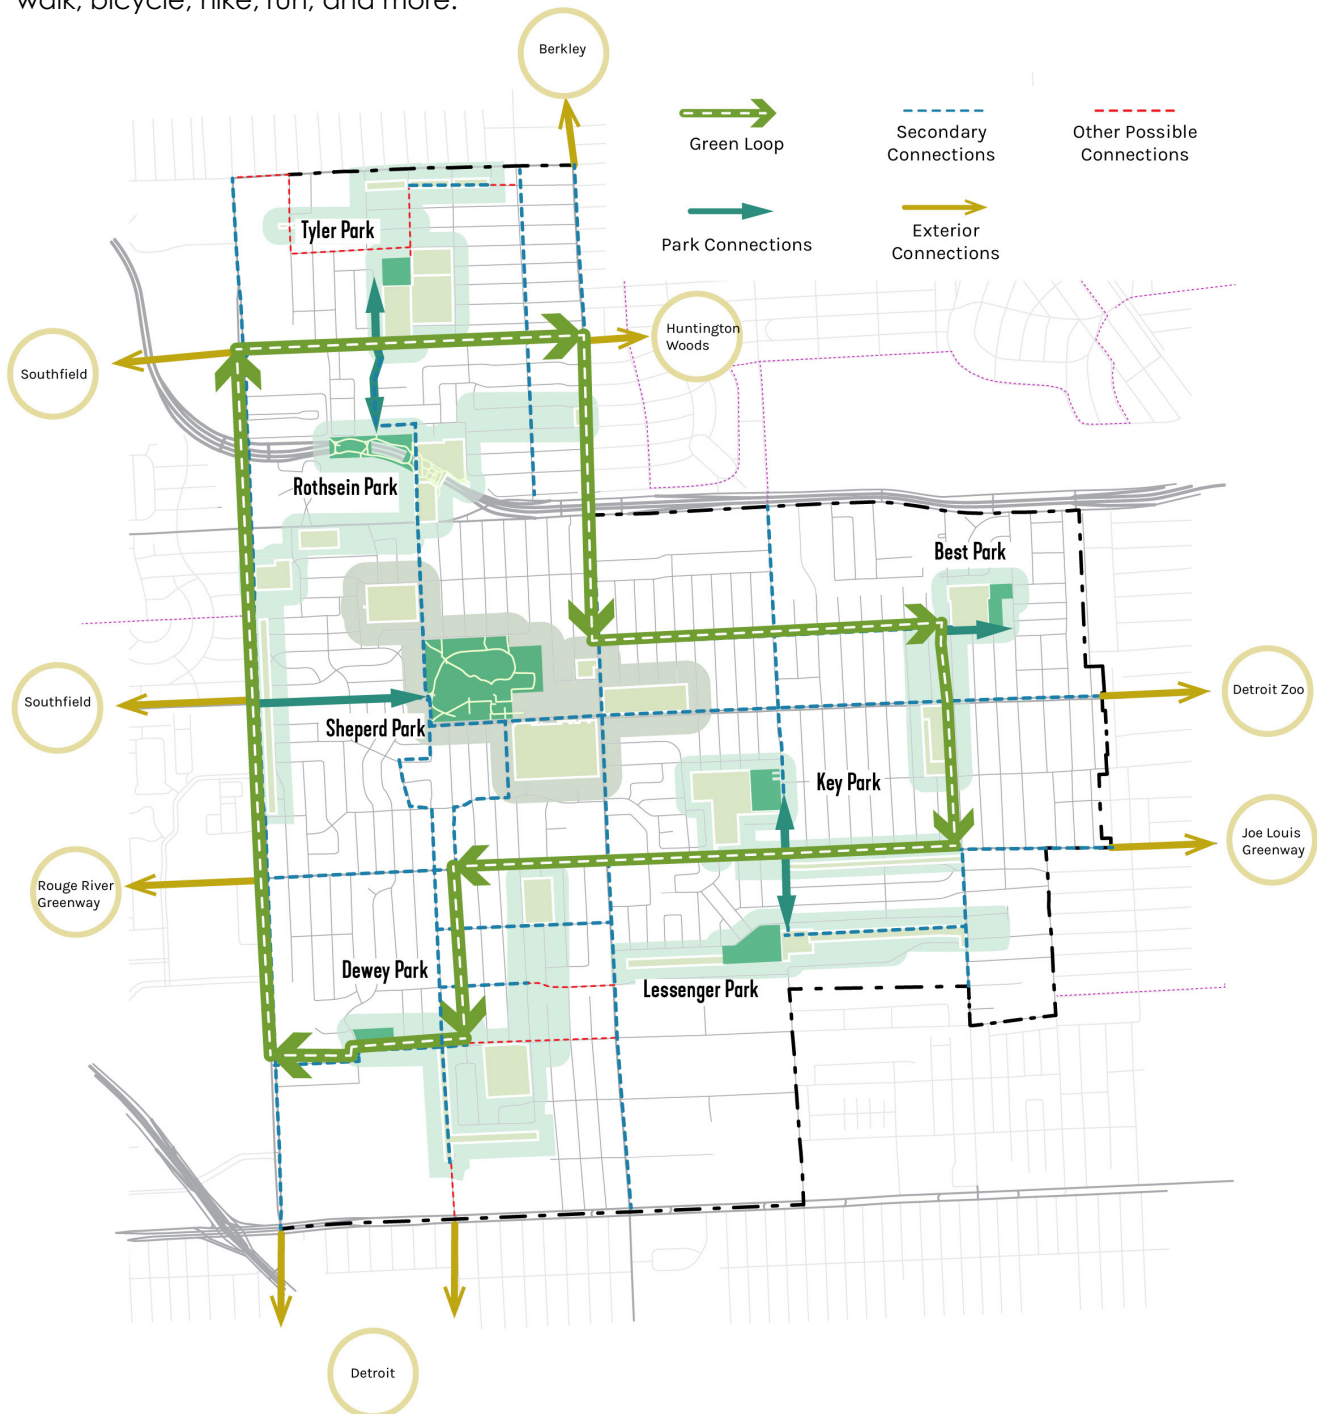 walk, bicycle, hike, run, and more.
Berkley
Green Loop
Secondary
Connections
Other Possible
Connections
Park Connections
Exterior
Connections
Tyler Park
Huntington
Woods
Southfield
Rothsein Park
Best Park
Southfield
Sheperd Park
Detroit Zoo
Key Park
Joe Louis
Greenway
Rouge River
Greenway
Dewey Park
Lessenger Park
Detroit